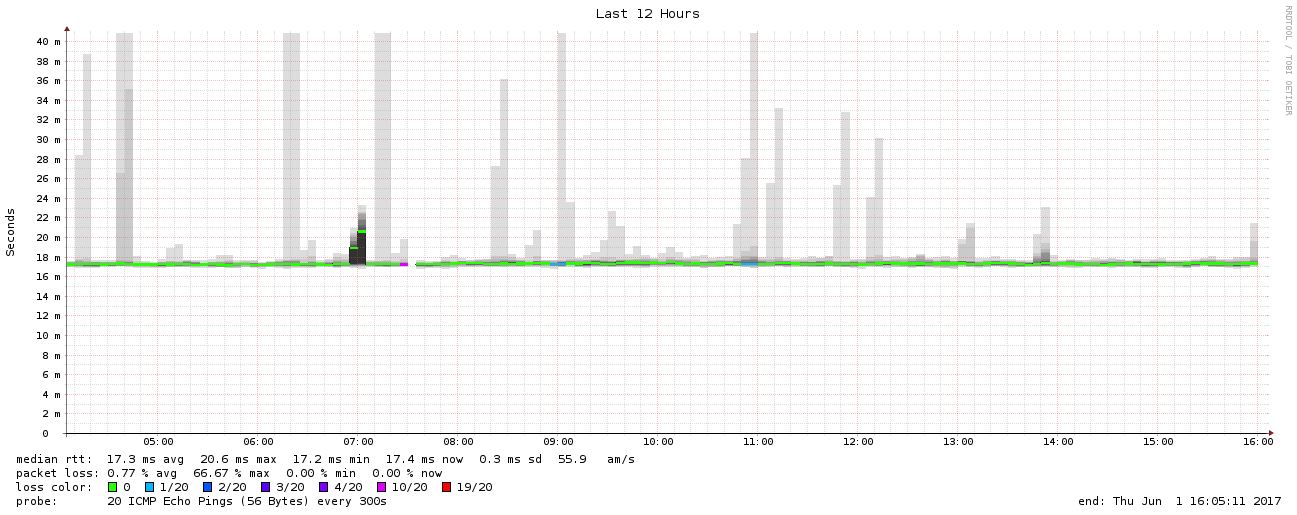 Last 12 Hours
RRDTOOL / TOBI OETIKER
Seconds
40 m
38 m
36 m
34 m
32 m
30 m
28 m
26 m
24 m
22 m
20 m
18 m
16 m
14 m
12 m
10 m
8 m
6 m
4 m
2 m
0
05:00 06:00 07:00 08:00 09:00 10:00 11:00 12:00 13:00 14:00 15:00 16:00
median rtt: 17.3 ms avg 20.6 ms max 17.2 ms min 17.4 ms now 0.3 ms sd 55.9 am/s
packet loss: 0.77 % avg 66.67 % max 0.00 % min 0.00 % now
loss color: 0 1/20 2/20 3/20 4/20 10/20 19/20
probe: 20 ICMP Echo Pings (56 Bytes) every 300s end: Thu Jun 1 16:05:11 2017